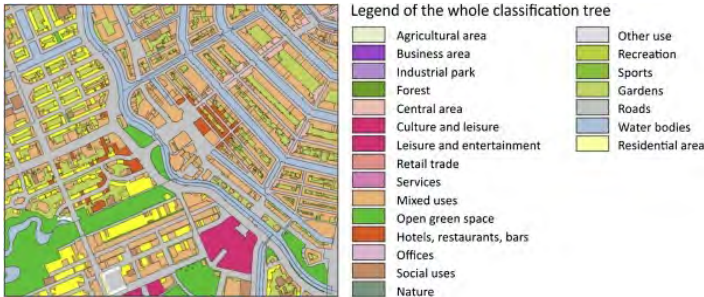 Legend of the whole classification tree
Agricultural area
Business area
Industrial park
Forest
Central area
Culture and leisure
Leisure and entertainment
Retail trade
Services
Mixed uses
Open green space
Hotels, restaurants, bars
Offices
Social uses
Nature
Other use
Recreation
Sports
Gardens
Roads
Water bodies
Residential area